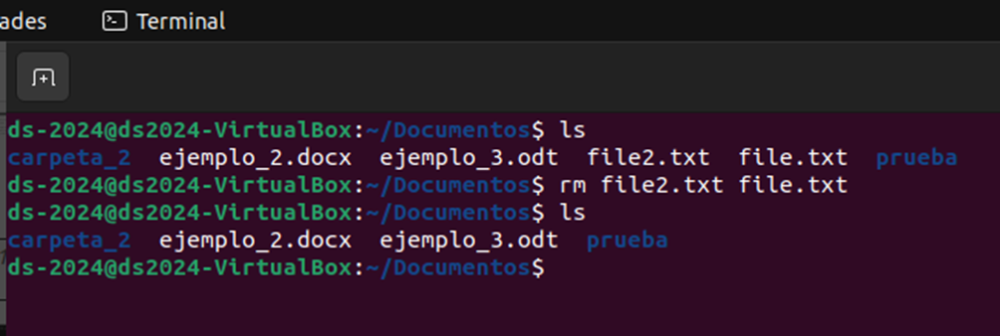 ades Terminal
ds-2024@ds2024-VirtualBox:~/Documentos$ ls
carpeta_2 ejemplo_2.docx ejemplo_3.odt file2.txt file.txt prueba
ds-2024@ds2024-VirtualBox:~/Documentos$ rm file2.txt file.txt
ds-2024@ds2024-VirtualBox:~/Documentos$ ls
carpeta_2 ejemplo_2.docx ejemplo_3.odt prueba
ds-2024@ds2024-VirtualBox:~/Documentos$